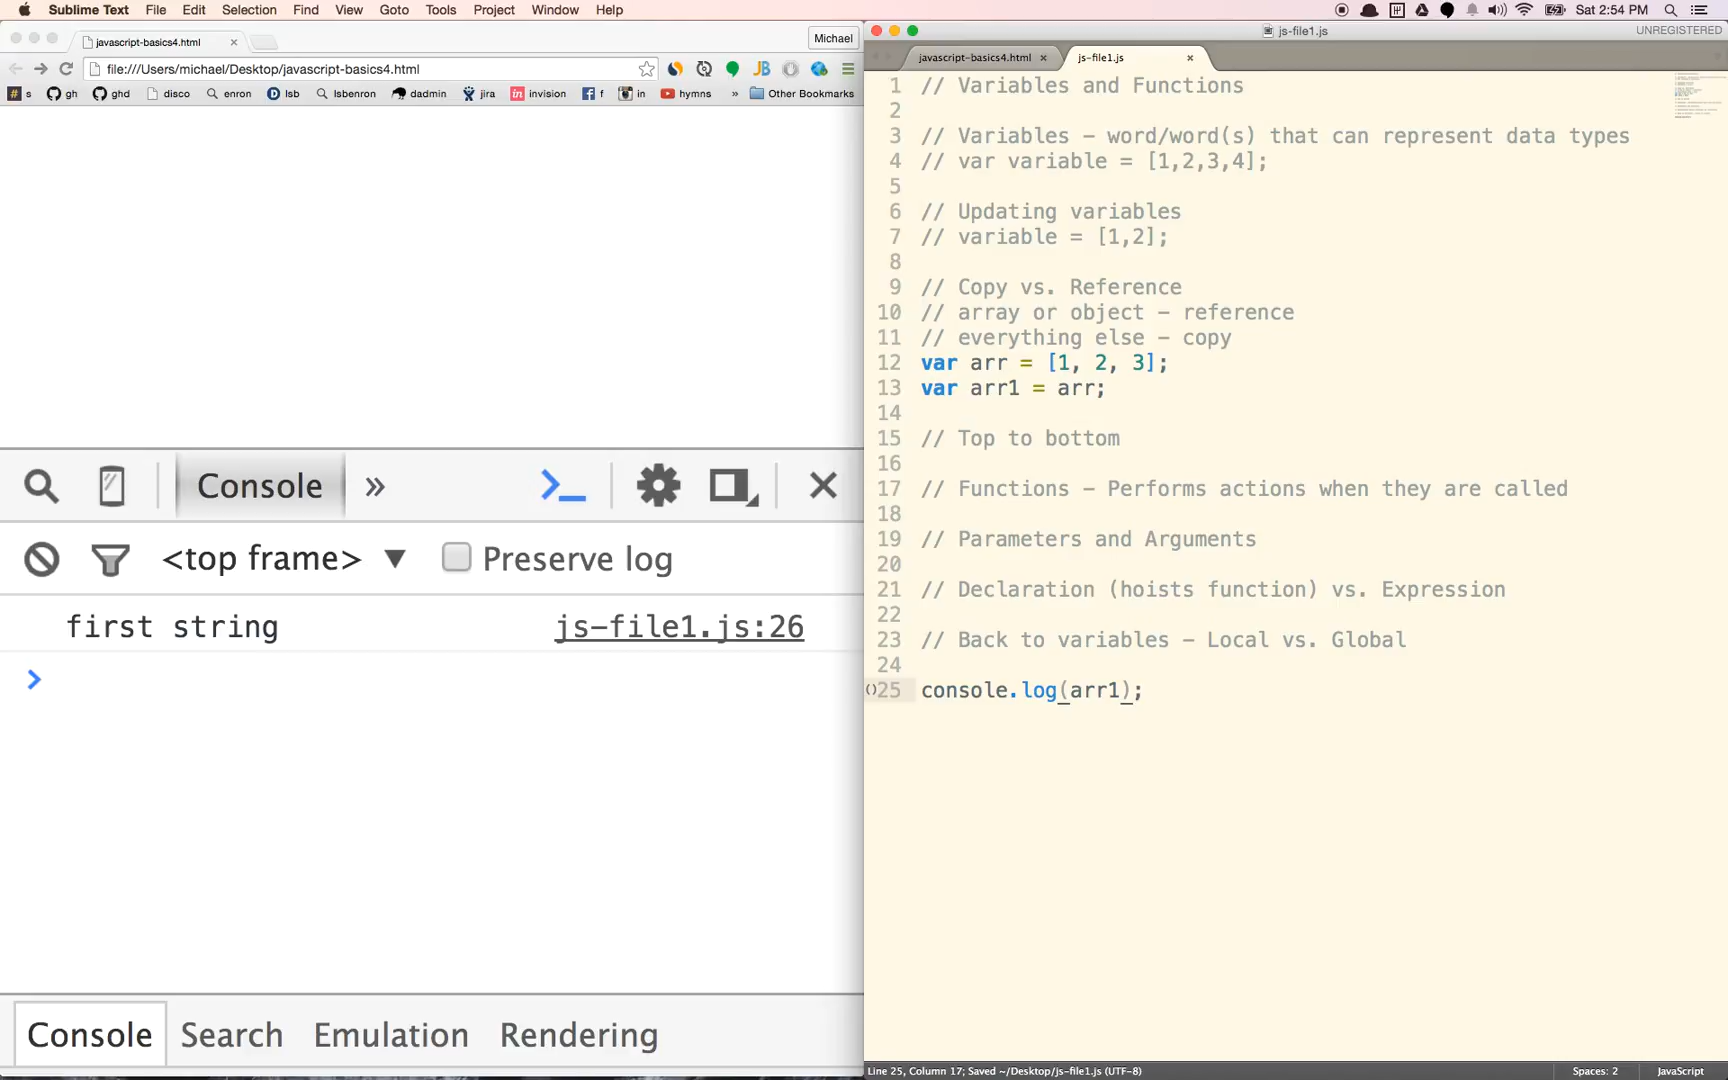 Sublime Text File Edit Selection Find View Goto Tools Project Window Help Sat 2:54 PM
javascript-basics4.html Michael
file:///Users/michael/Desktop/javascript-basics4.html
s gh ghd disco enron lsb lsbenron dadmin jira invision f in hymns » Other Bookmarks
Console »
<top frame> Preserve log
first string js-file1.js:26
Console Search Emulation Rendering
js-file1.js UNREGISTERED
javascript-basics4.html js-file1.js
1 // Variables and Functions
2
3 // Variables – word/word(s) that can represent data types
4 // var variable = [1,2,3,4];
5
6 // Updating variables
7 // variable = [1,2];
8
9 // Copy vs. Reference
10 // array or object – reference
11 // everything else – copy
12 var arr = [1, 2, 3];
13 var arr1 = arr;
14
15 // Top to bottom
16
17 // Functions – Performs actions when they are called
18
19 // Parameters and Arguments
20
21 // Declaration (hoists function) vs. Expression
22
23 // Back to variables – Local vs. Global
24
25 console.log(arr1);
Line 25, Column 17; Saved ~/Desktop/js-file1.js (UTF-8) Spaces: 2 JavaScript